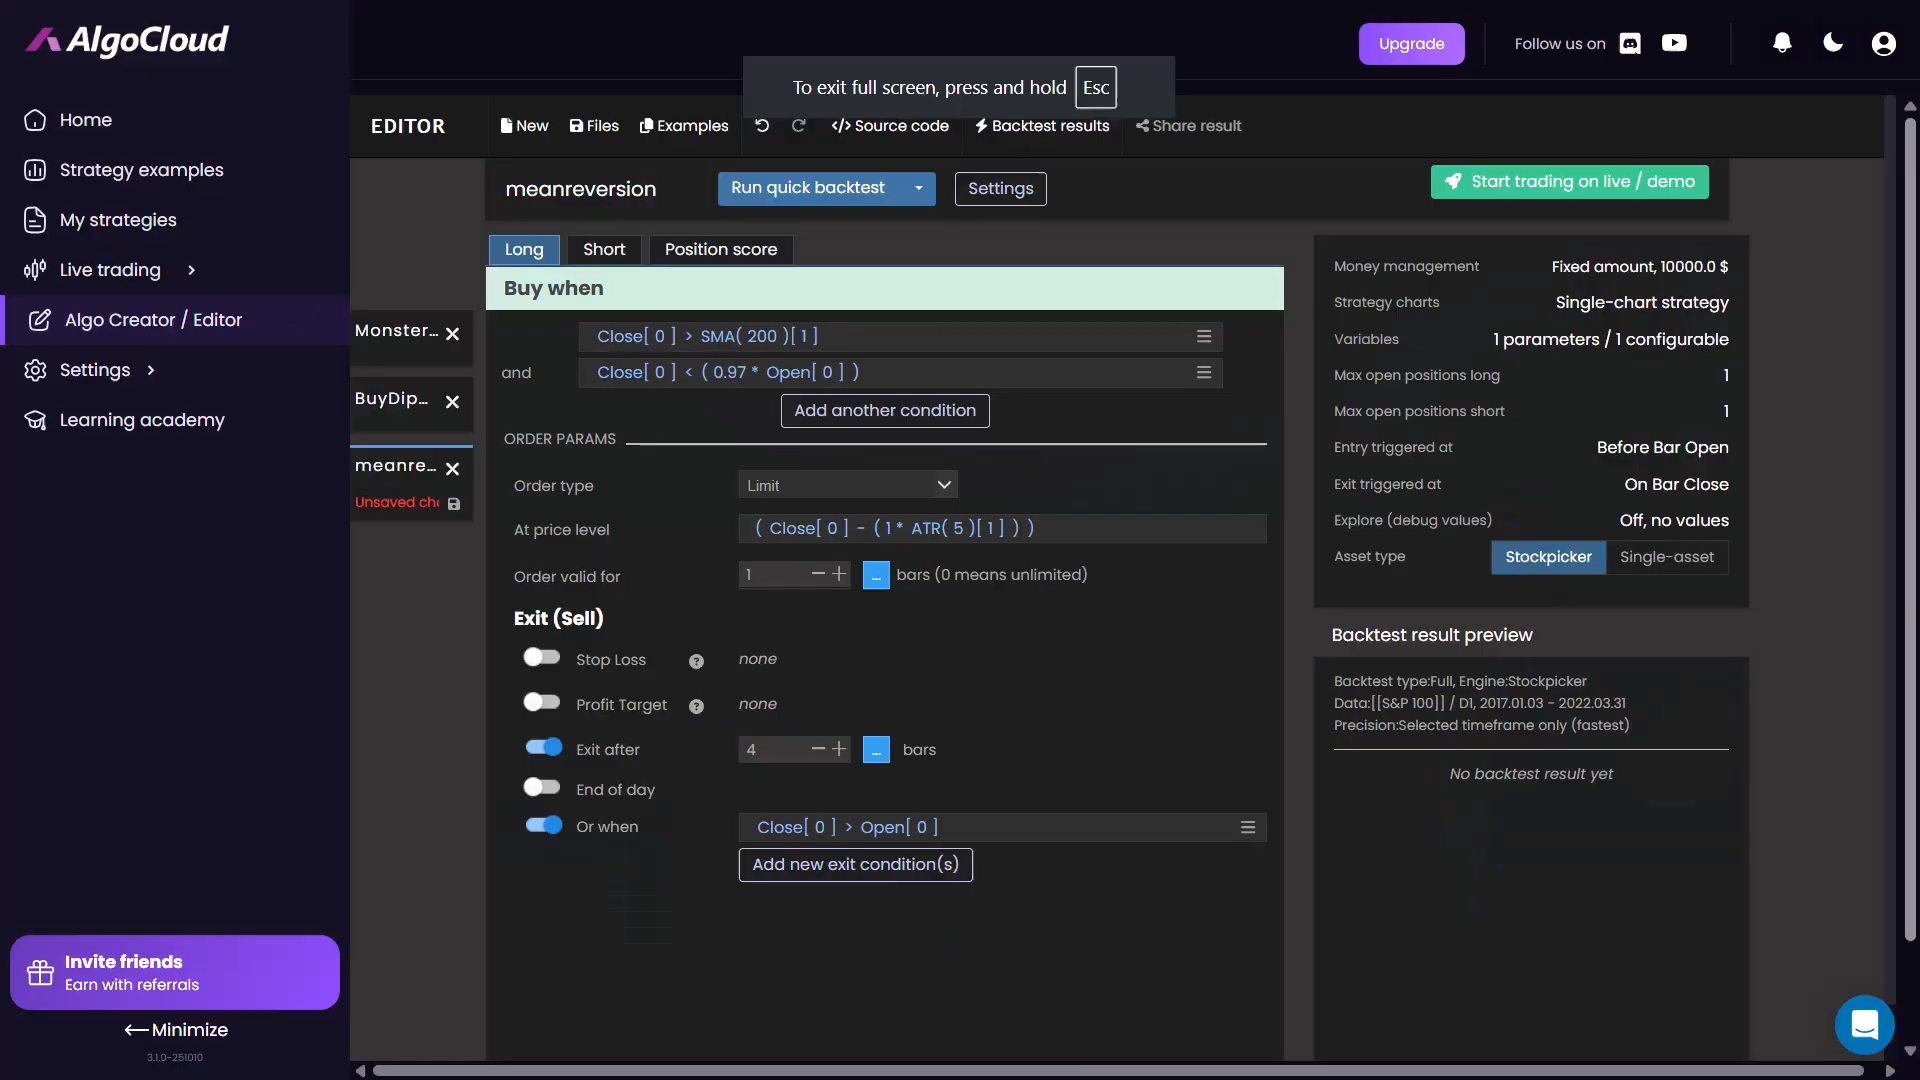 AlgoCloud
Upgrade
Follow us on
To exit full screen, press and hold Esc
Home
Strategy examples
My strategies
Live trading
Algo Creator / Editor
Settings
Learning academy
Invite friends
Earn with referrals
Minimize
3.1.0-251010
EDITOR
New
Files
Examples
</> Source code
Backtest results
Share result
Monster...
BuyDip...
meanre...
Unsaved ch
meanreversion
Run quick backtest
Settings
Start trading on live / demo
Long
Short
Position score
Buy when
Close[ 0 ] > SMA( 200 )[ 1 ]
and
Close[ 0 ] < ( 0.97 * Open[ 0 ] )
Add another condition
ORDER PARAMS
Order type
Limit
At price level
( Close[ 0 ] - ( 1 * ATR( 5 )[ 1 ] ) )
Order valid for
1
...
bars (0 means unlimited)
Exit (Sell)
Stop Loss
?
none
Profit Target
?
none
Exit after
4
...
bars
End of day
Or when
Close[ 0 ] > Open[ 0 ]
Add new exit condition(s)
Money management
Fixed amount, 10000.0 $
Strategy charts
Single-chart strategy
Variables
1 parameters / 1 configurable
Max open positions long
1
Max open positions short
1
Entry triggered at
Before Bar Open
Exit triggered at
On Bar Close
Explore (debug values)
Off, no values
Asset type
Stockpicker
Single-asset
Backtest result preview
Backtest type:Full, Engine:Stockpicker
Data:[[S&P 100]] / D1, 2017.01.03 - 2022.03.31
Precision:Selected timeframe only (fastest)
No backtest result yet